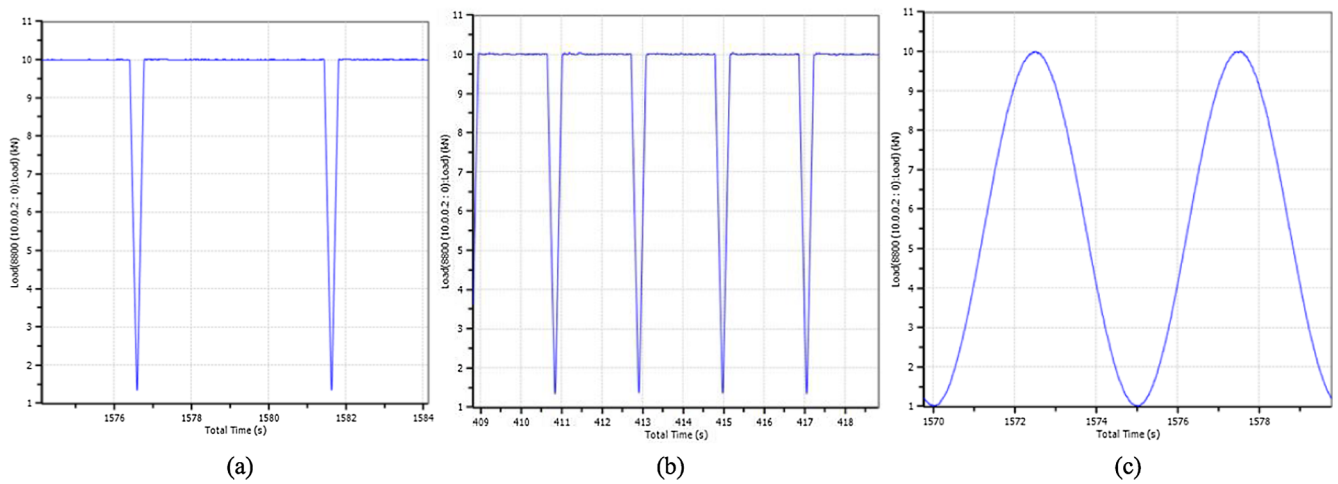 11
10
9
8
7
6
5
4
3
2
1
Load(8800 (10.0.0.2 : 0):Load) (kN)
1576 1578 1580 1582 1584
Total Time (s)
(a)
11
10
9
8
7
6
5
4
3
2
1
Load(8800 (10.0.0.2 : 0):Load) (kN)
409 410 411 412 413 414 415 416 417 418
Total Time (s)
(b)
11
10
9
8
7
6
5
4
3
2
1
Load(8800 (10.0.0.2 : 0):Load) (kN)
1570 1572 1574 1576 1578
Total Time (s)
(c)